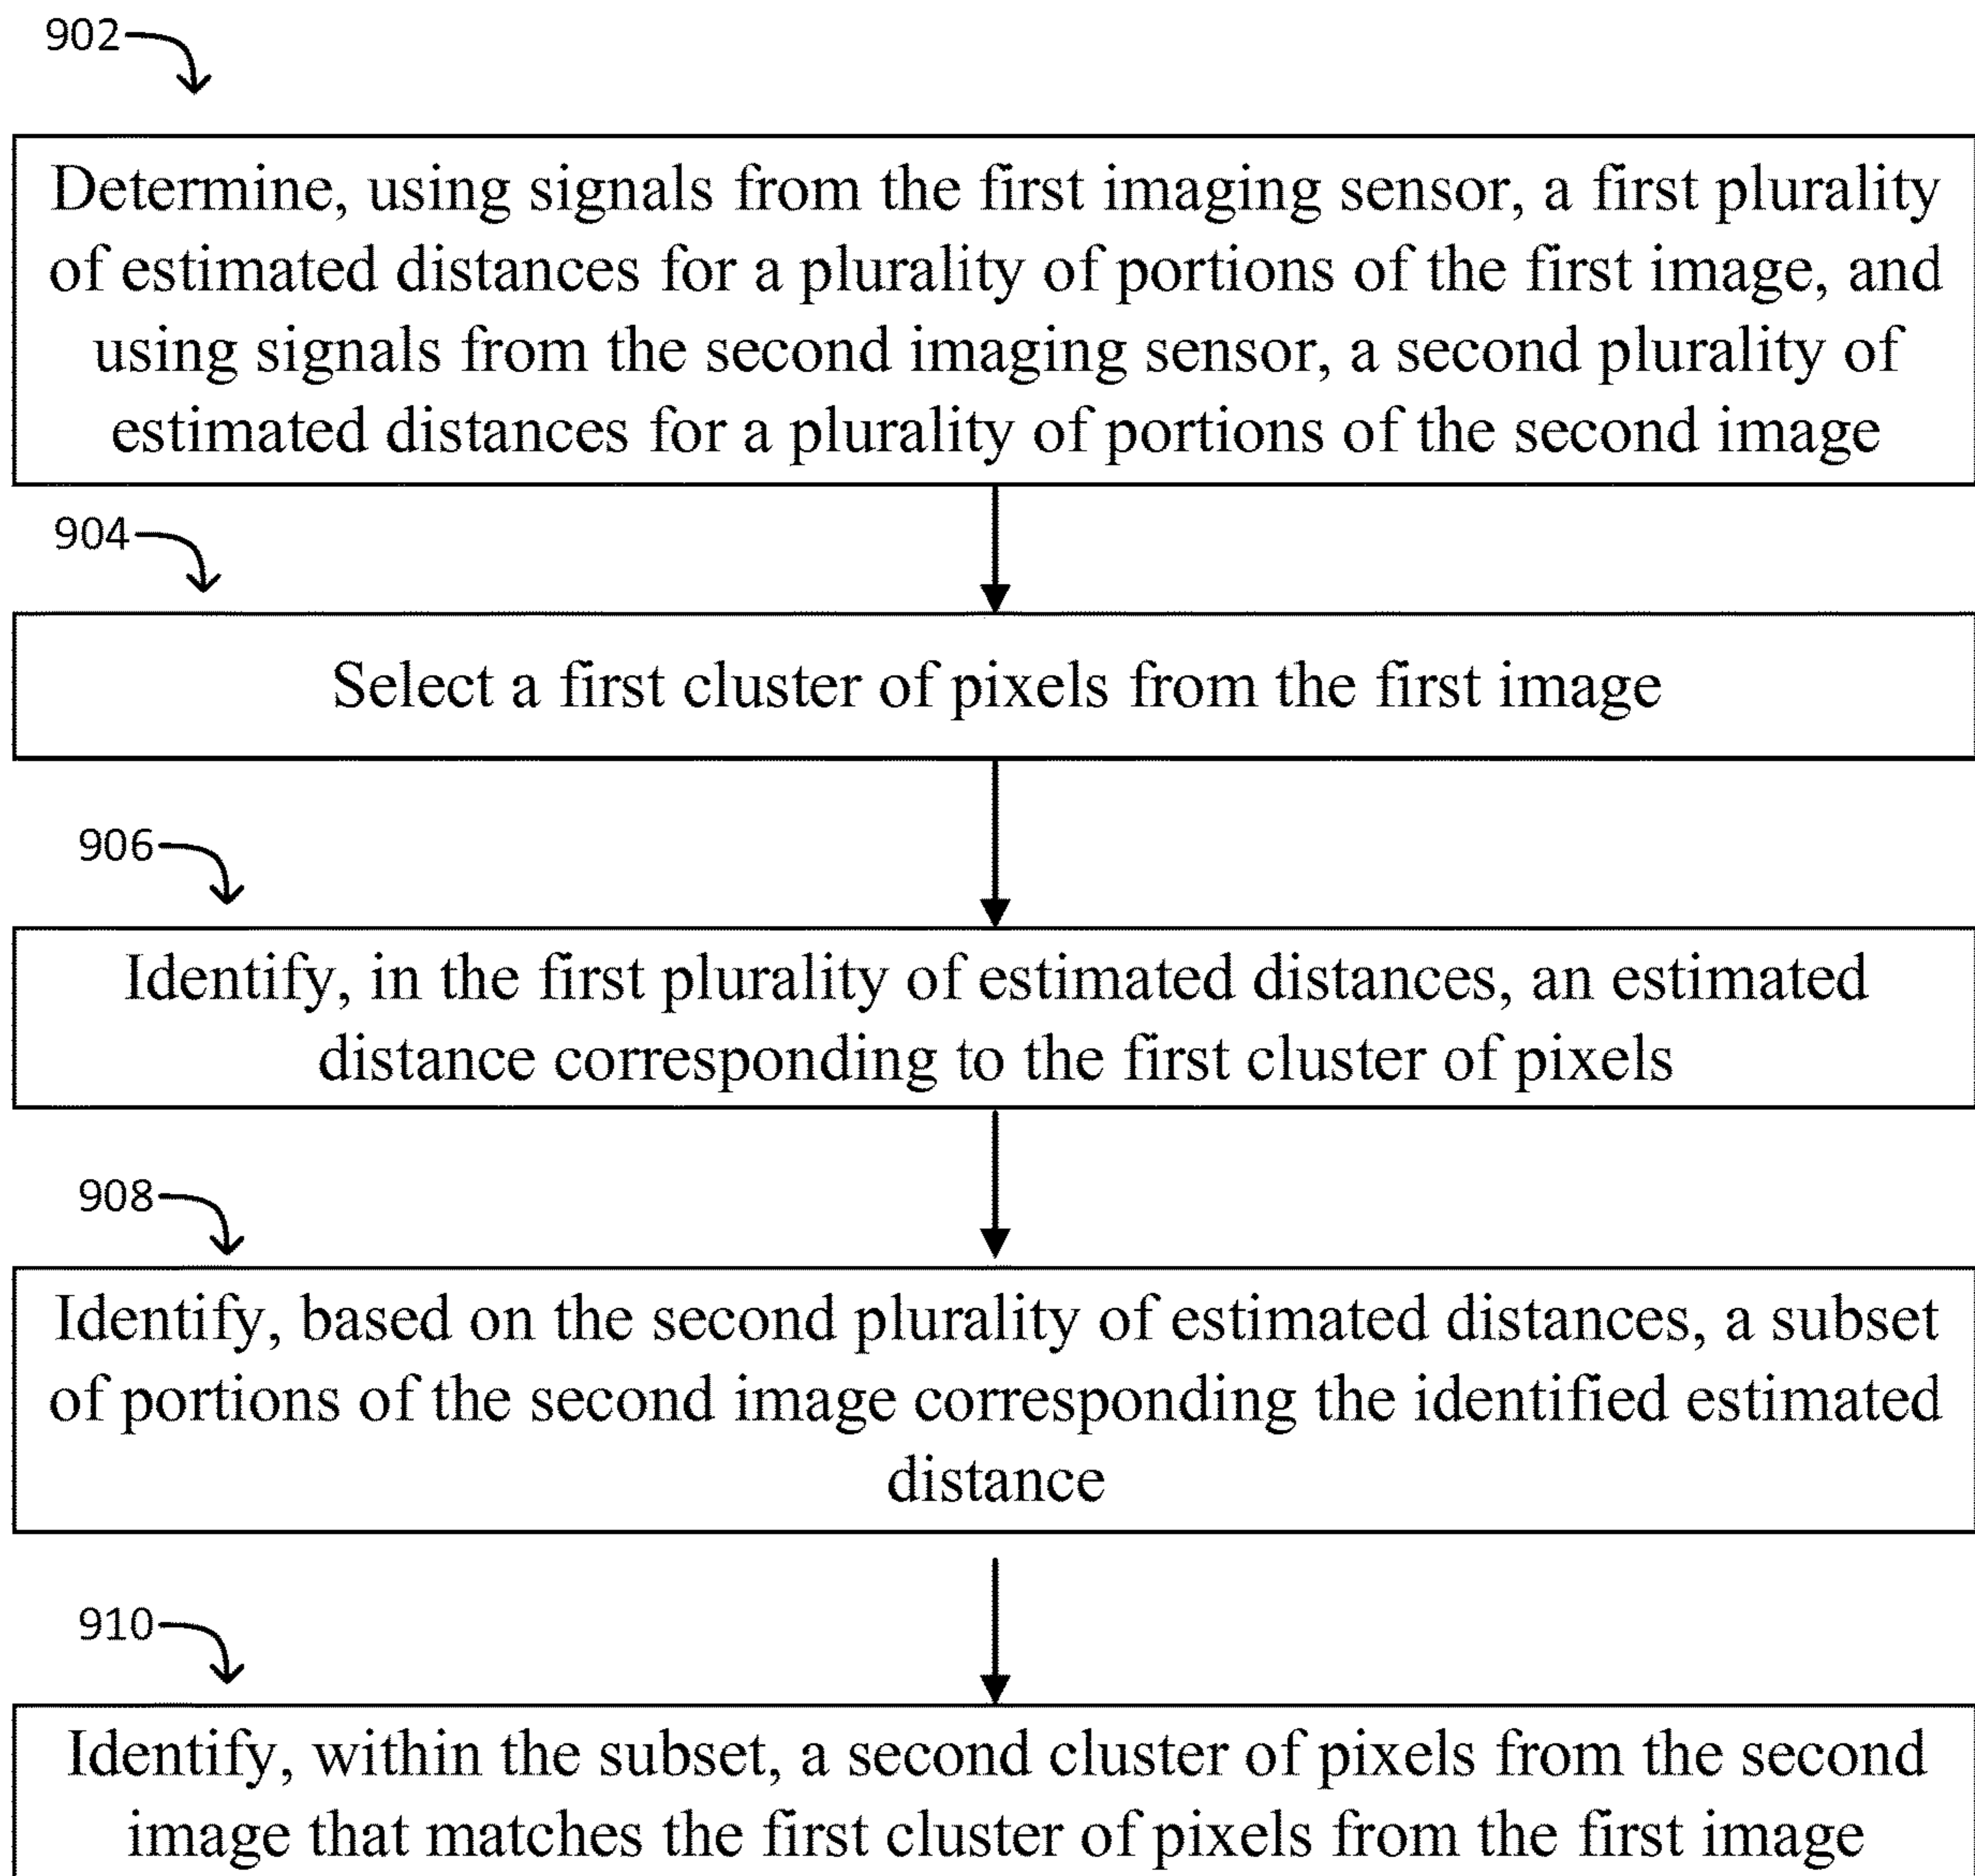 902
Determine, using signals from the first imaging sensor, a first plurality
of estimated distances for a plurality of portions of the first image, and
using signals from the second imaging sensor, a second plurality of
estimated distances for a plurality of portions of the second image
904
Select a first cluster of pixels from the first image
906
Identify, in the first plurality of estimated distances, an estimated
distance corresponding to the first cluster of pixels
908
Identify, based on the second plurality of estimated distances, a subset
of portions of the second image corresponding the identified estimated
distance
910
Identify, within the subset, a second cluster of pixels from the second
image that matches the first cluster of pixels from the first image